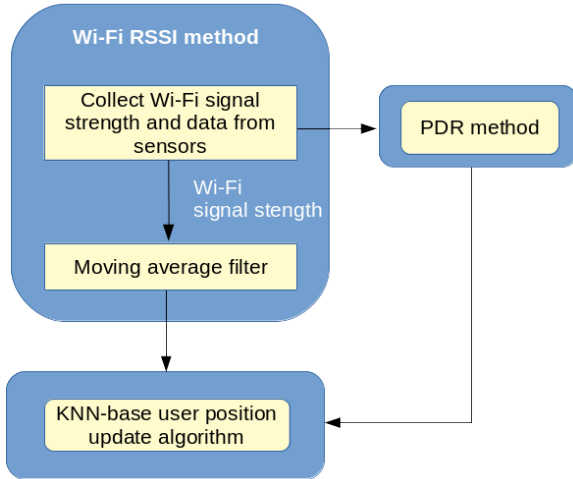 Wi-Fi RSSI method
Collect Wi-Fi signal
strength and data from
sensors
PDR method
Wi-Fi
signal stength
Moving average filter
KNN-base user position
update algorithm